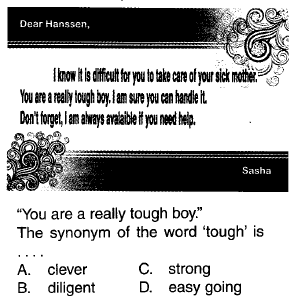 Dear Hanssen,
I know it is difficult for you to take care of your sick mother.
You are a really tough boy. I am sure you can handle it.
Don't forget, I am always avalaible if you need help.
Sasha
"You are a really tough boy."
The synonym of the word 'tough' is
. . . .
A. clever C. strong
B. diligent D. easy going